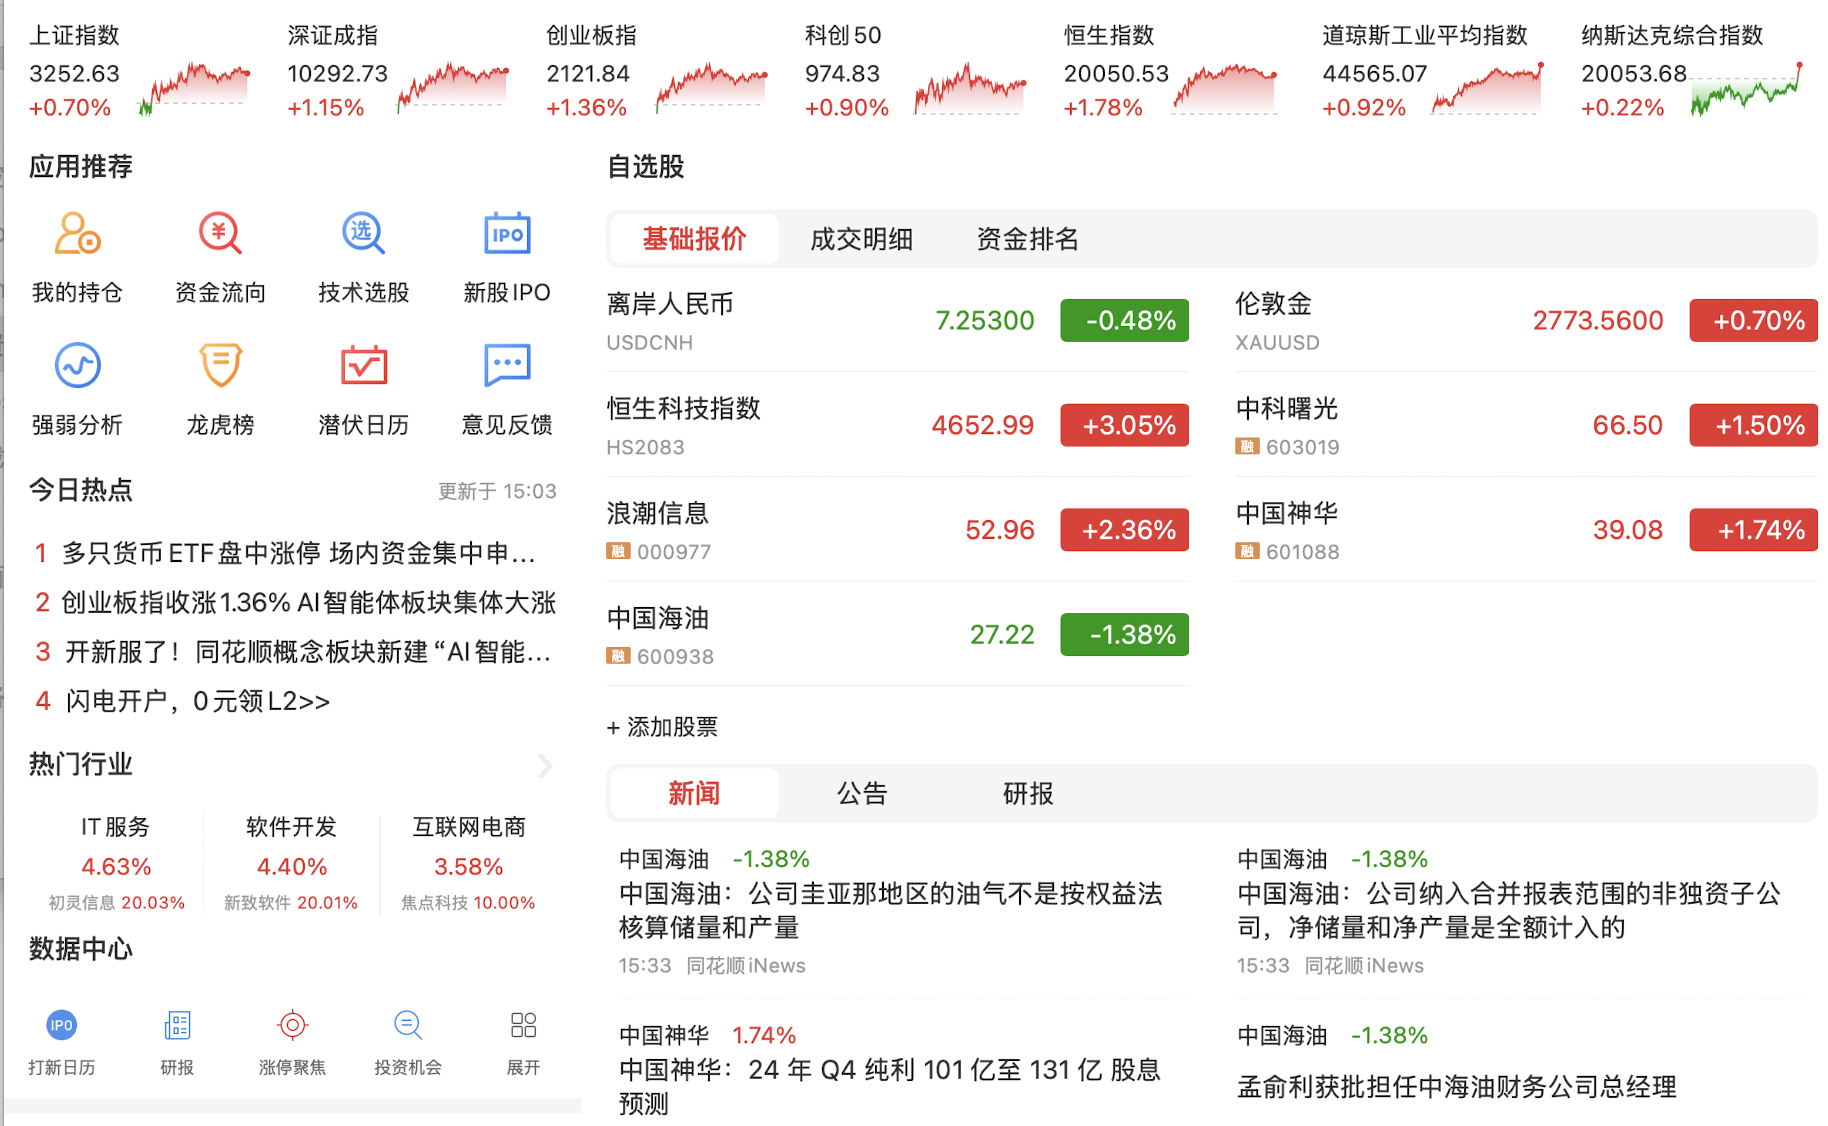 上证指数
3252.63
+0.70%
深证成指
10292.73
+1.15%
创业板指
2121.84
+1.36%
科创50
974.83
+0.90%
恒生指数
20050.53
+1.78%
道琼斯工业平均指数
44565.07
+0.92%
纳斯达克综合指数
20053.68
+0.22%
应用推荐
¥
选
IPO
我的持仓
资金流向
技术选股
新股IPO
强弱分析
龙虎榜
潜伏日历
意见反馈
今日热点
更新于 15:03
1 多只货币ETF盘中涨停 场内资金集中申...
2 创业板指收涨1.36% AI智能体板块集体大涨
3 开新服了！同花顺概念板块新建“AI智能...
4 闪电开户，0元领L2>>
热门行业
IT服务
4.63%
初灵信息 20.03%
软件开发
4.40%
新致软件 20.01%
互联网电商
3.58%
焦点科技 10.00%
数据中心
IPO
打新日历
研报
涨停聚焦
投资机会
展开
自选股
基础报价
成交明细
资金排名
离岸人民币
USDCNH
7.25300
-0.48%
伦敦金
XAUUSD
2773.5600
+0.70%
恒生科技指数
HS2083
4652.99
+3.05%
中科曙光
融 603019
66.50
+1.50%
浪潮信息
融 000977
52.96
+2.36%
中国神华
融 601088
39.08
+1.74%
中国海油
融 600938
27.22
-1.38%
+ 添加股票
新闻
公告
研报
中国海油 -1.38%
中国海油：公司圭亚那地区的油气不是按权益法
核算储量和产量
15:33 同花顺iNews
中国海油 -1.38%
中国海油：公司纳入合并报表范围的非独资子公
司，净储量和净产量是全额计入的
15:33 同花顺iNews
中国神华 1.74%
中国神华：24 年 Q4 纯利 101 亿至 131 亿 股息
预测
中国海油 -1.38%
孟俞利获批担任中海油财务公司总经理